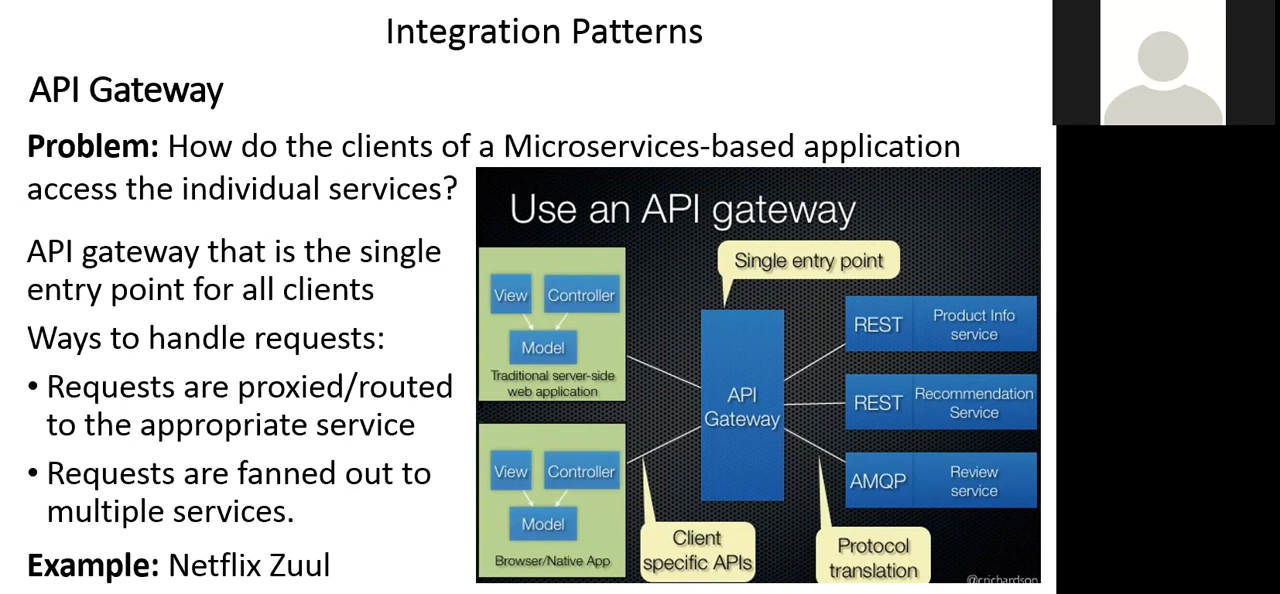 Integration Patterns
API Gateway
Problem: How do the clients of a Microservices-based application
access the individual services?
API gateway that is the single
entry point for all clients
Ways to handle requests:
• Requests are proxied/routed
to the appropriate service
• Requests are fanned out to
multiple services.
Example: Netflix Zuul
Use an API gateway
Single entry point
View Controller
Model
Traditional server-side
web application
View Controller
Model
Browser/Native App
API
Gateway
REST Product Info
service
REST Recommendation
Service
AMQP Review
service
Client
specific APIs
Protocol
translation
@crichardson